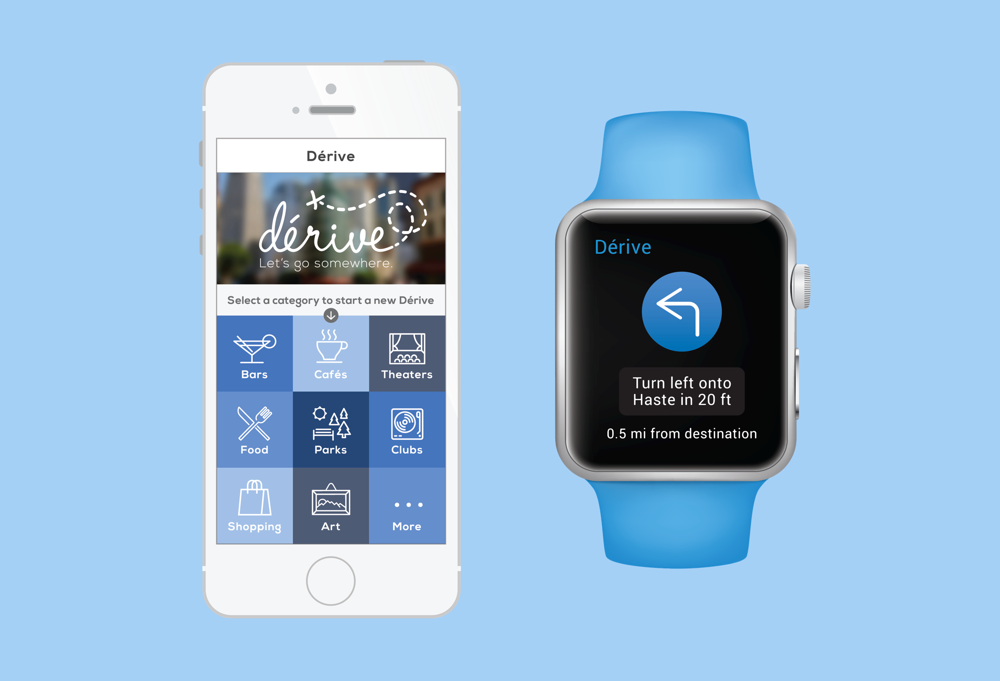 Dérive
dérive
Let's go somewhere.
Select a category to start a new Dérive
Bars
Cafés
Theaters
Food
Parks
Clubs
Shopping
Art
More
Dérive
Turn left onto
Haste in 20 ft
0.5 mi from destination